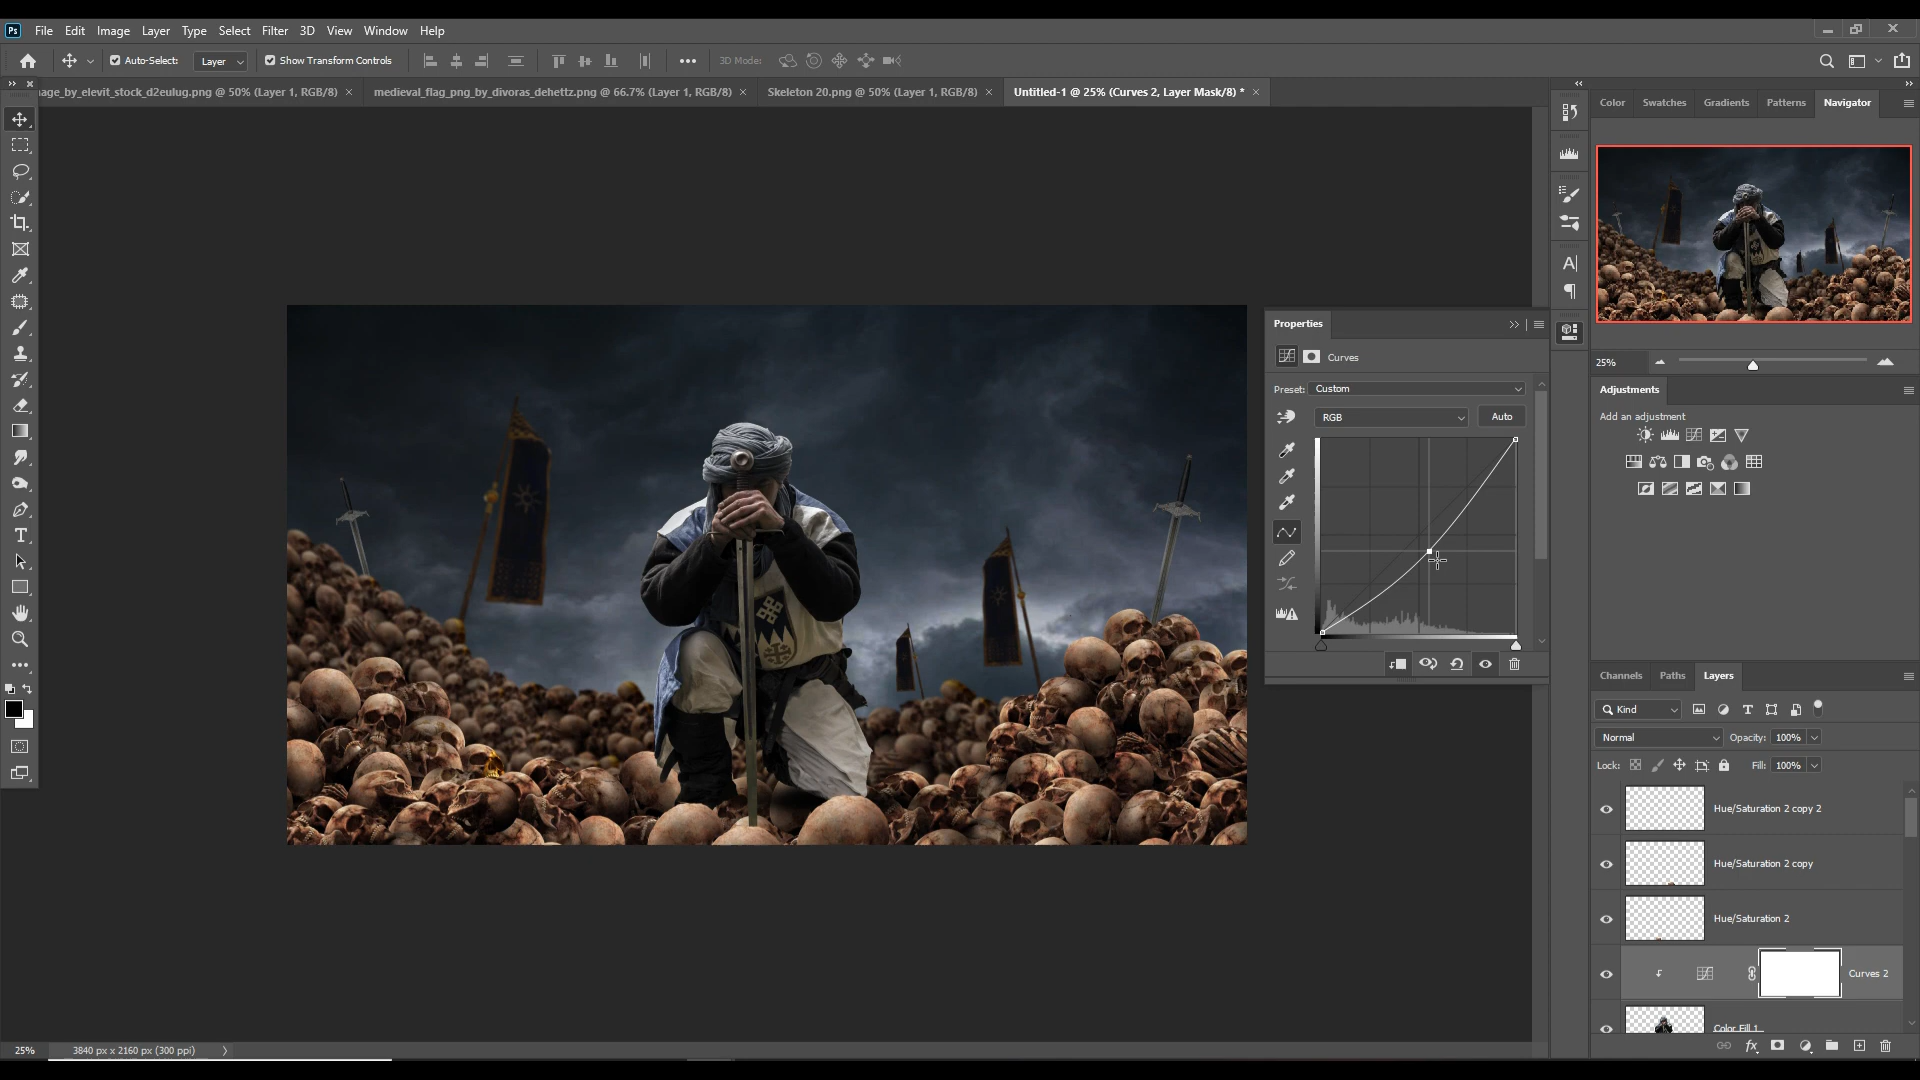 Ps File Edit Image Layer Type Select Filter 3D View Window Help
Auto-Select: Layer Show Transform Controls 3D Mode:
age_by_elevit_stock_d2eulug.png @ 50% (Layer 1, RGB/8) × medieval_flag_png_by_divoras_dehettz.png @ 66.7% (Layer 1, RGB/8) × Skeleton 20.png @ 50% (Layer 1, RGB/8) × Untitled-1 @ 25% (Curves 2, Layer Mask/8) * ×
Color Swatches Gradients Patterns Navigator
25%
Properties
Curves
Preset: Custom
RGB Auto
Adjustments
Add an adjustment
Channels Paths Layers
Kind
Normal Opacity: 100%
Lock: Fill: 100%
Hue/Saturation 2 copy 2
Hue/Saturation 2 copy
Hue/Saturation 2
Curves 2
Color Fill 1
25% 3840 px x 2160 px (300 ppi)